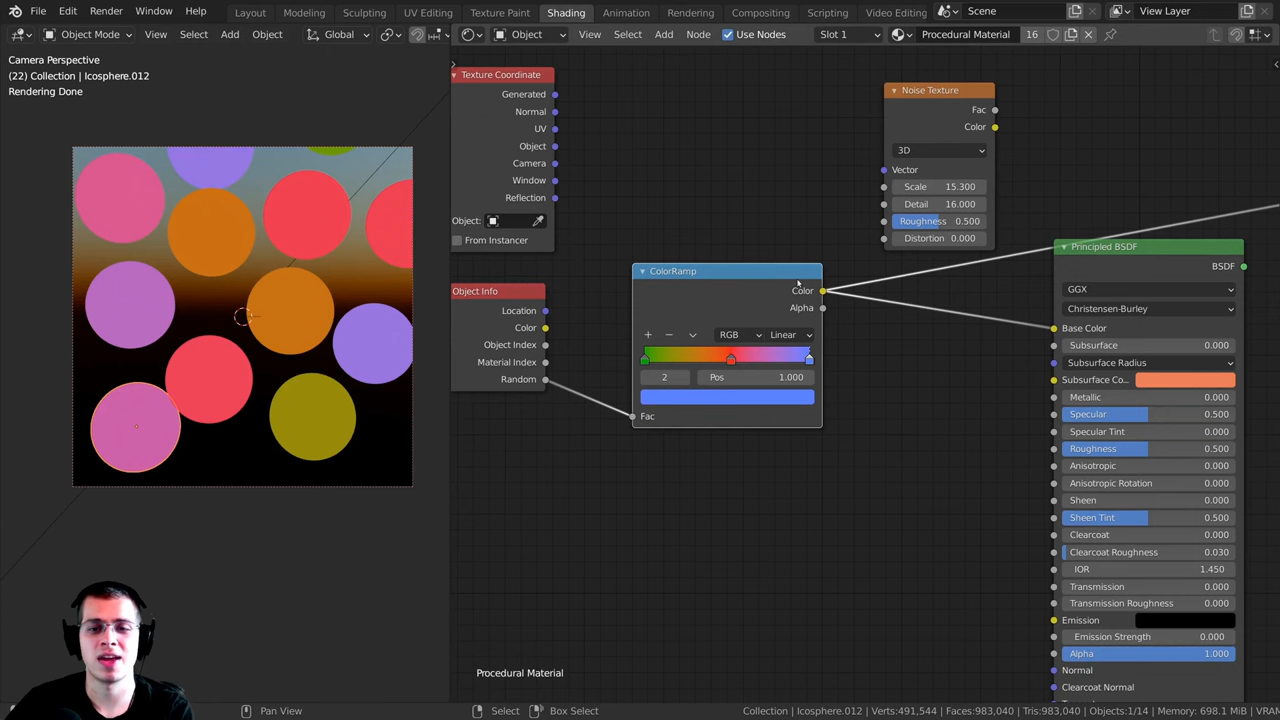 File Edit Render Window Help Layout Modeling Sculpting UV Editing Texture Paint Shading Animation Rendering Compositing Scripting Video Editing Scene View Layer
Object Mode View Select Add Object Global Object View Select Add Node Use Nodes Slot 1 Procedural Material 16
Camera Perspective
(22) Collection | Icosphere.012
Rendering Done
Texture Coordinate
Generated
Normal
UV
Object
Camera
Window
Reflection
Object:
From Instancer
Object Info
Location
Color
Object Index
Material Index
Random
ColorRamp
Color
Alpha
RGB Linear
2 Pos 1.000
Fac
Noise Texture
Fac
Color
3D
Vector
Scale 15.300
Detail 16.000
Roughness 0.500
Distortion 0.000
Principled BSDF
BSDF
GGX
Christensen-Burley
Base Color
Subsurface 0.000
Subsurface Radius
Subsurface Co...
Metallic 0.000
Specular 0.500
Specular Tint 0.000
Roughness 0.500
Anisotropic 0.000
Anisotropic Rotation 0.000
Sheen 0.000
Sheen Tint 0.500
Clearcoat 0.000
Clearcoat Roughness 0.030
IOR 1.450
Transmission 0.000
Transmission Roughness 0.000
Emission
Emission Strength 0.000
Alpha 1.000
Normal
Clearcoat Normal
Procedural Material
Pan View Select Box Select Collection | Icosphere.012 | Verts:491,544 | Faces:983,040 | Tris:983,040 | Objects:1/14 | Memory: 698.1 MiB | VRAM